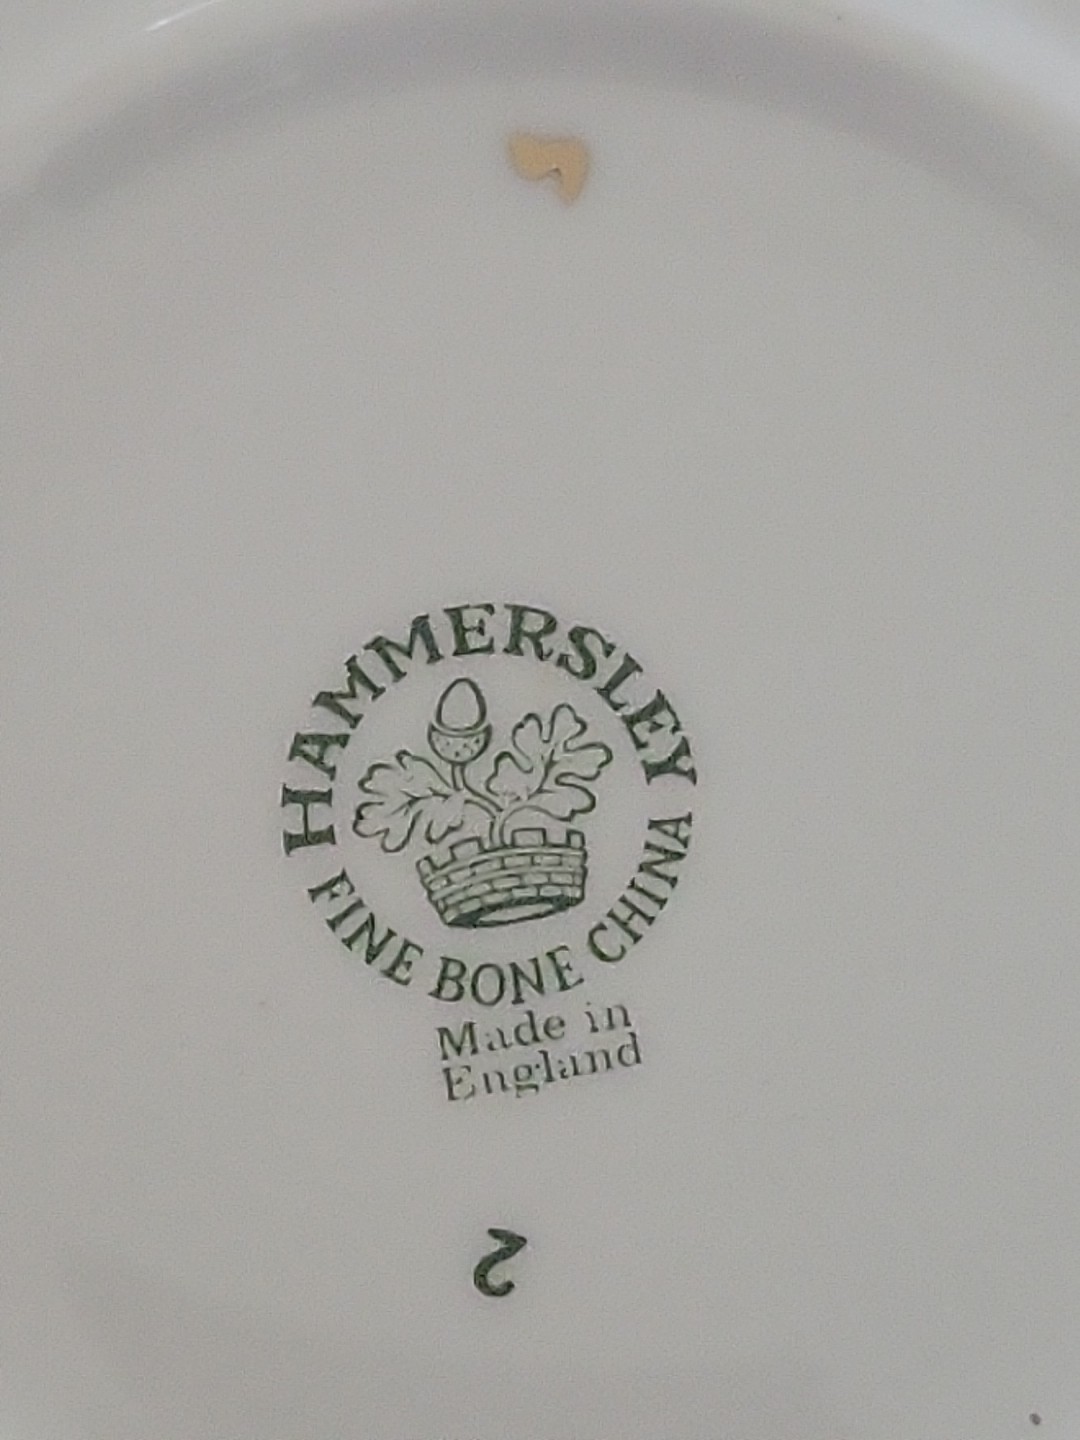 HAMMERSLEY
FINE BONE CHINA
Made in
England
2